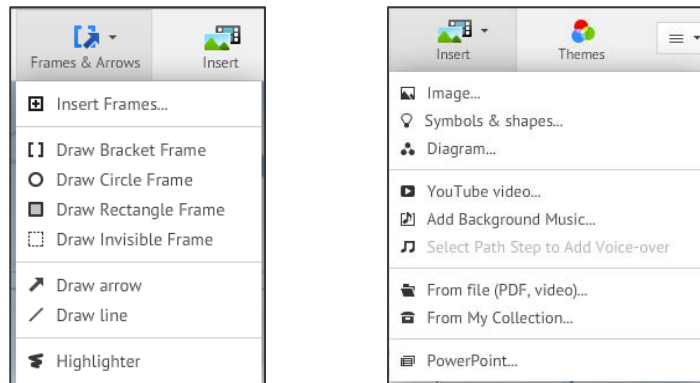 Frames & Arrows
Insert
Insert Frames...
Draw Bracket Frame
Draw Circle Frame
Draw Rectangle Frame
Draw Invisible Frame
Draw arrow
Draw line
Highlighter
Insert
Themes
Image...
Symbols & shapes...
Diagram...
YouTube video...
Add Background Music...
Select Path Step to Add Voice-over
From file (PDF, video)...
From My Collection...
PowerPoint...